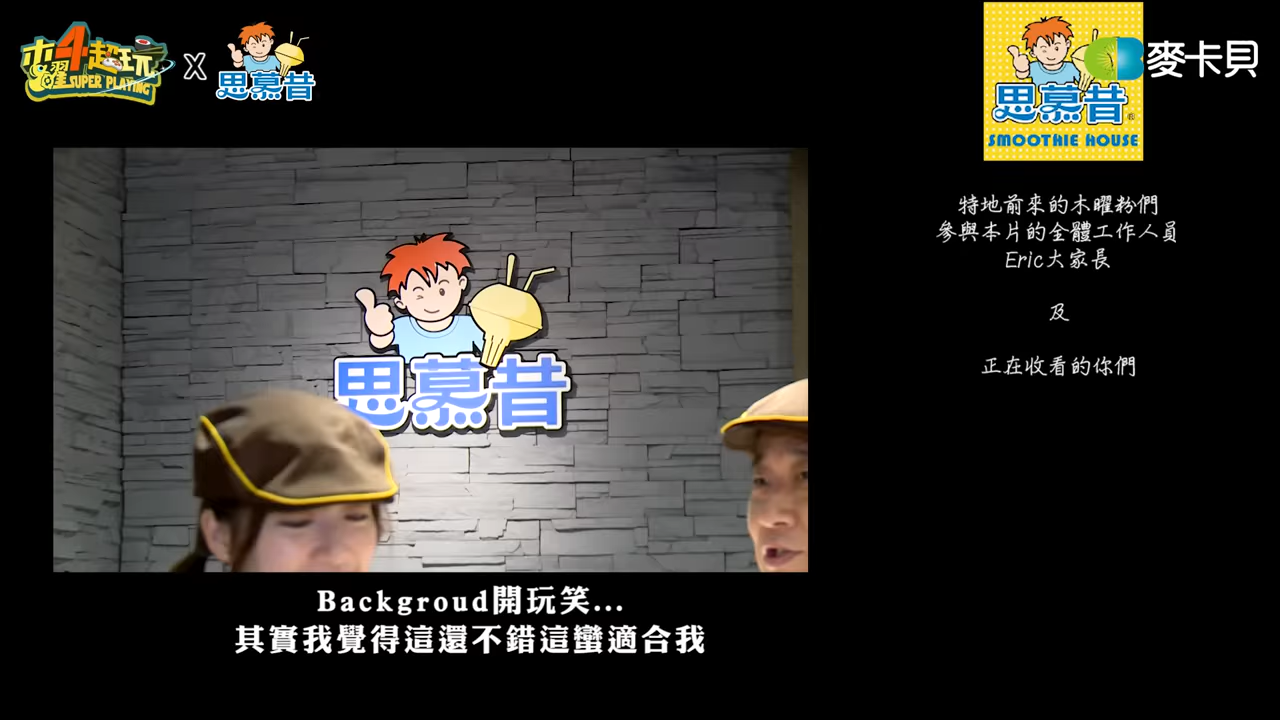 木曜4超玩
SUPER PLAYING
X
思慕昔
思慕昔®
SMOOTHIE HOUSE
麥卡貝
特地前來的木曜粉們
參與本片的全體工作人員
Eric大家長
及
正在收看的你們
思慕昔
Backgroud開玩笑...
其實我覺得這還不錯這蠻適合我